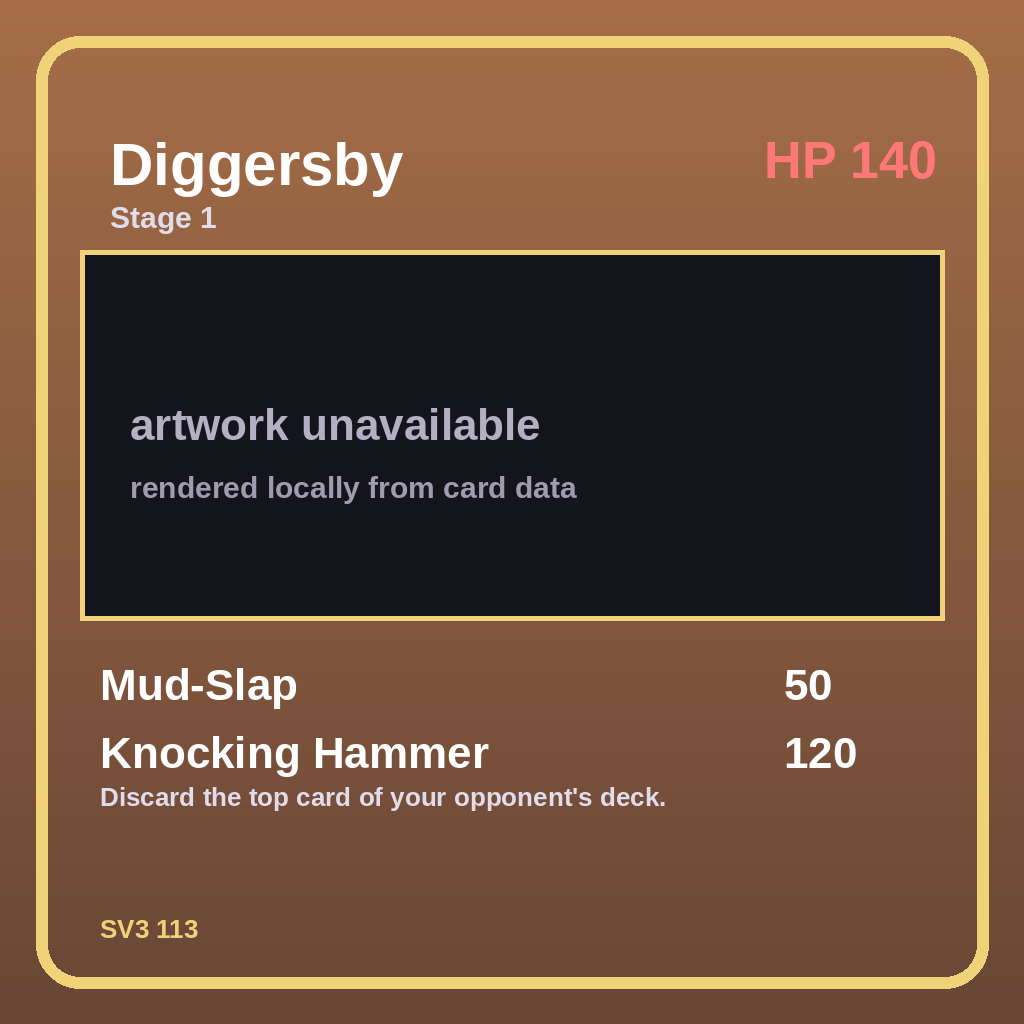 Diggersby
HP 140
Stage 1
artwork unavailable
rendered locally from card data
Mud-Slap 50
Knocking Hammer 120
Discard the top card of your opponent's deck.
SV3 113